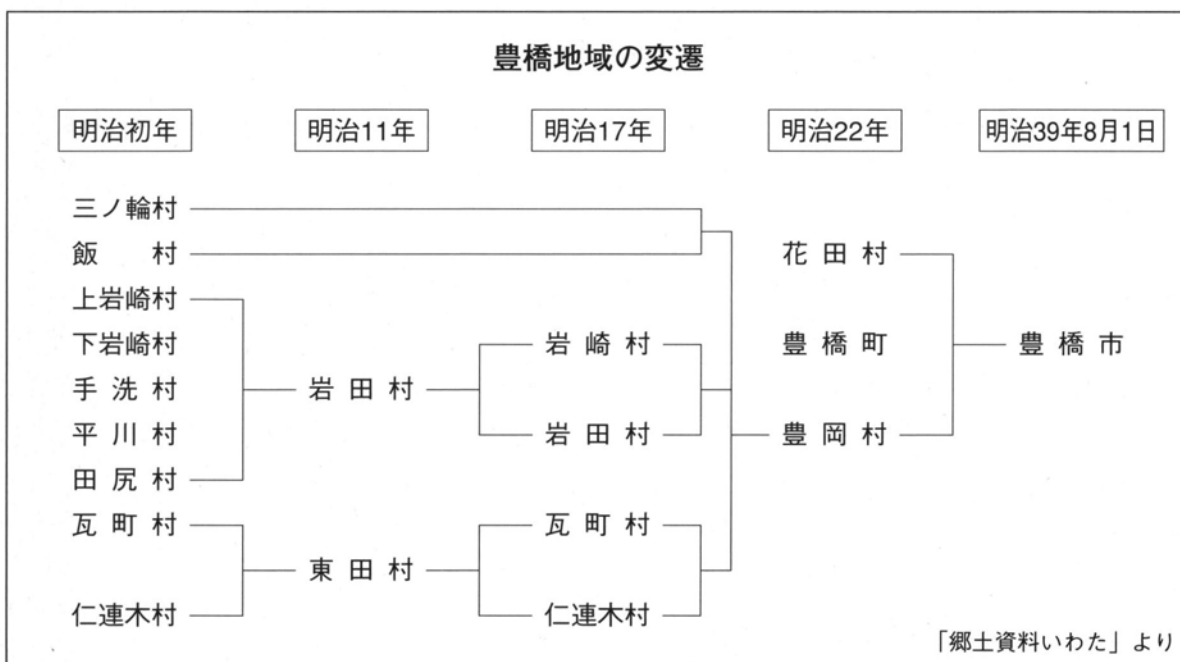 豊橋地域の変遷
明治初年 明治11年 明治17年 明治22年 明治39年8月1日
三ノ輪村
飯村 花田村
上岩崎村
下岩崎村 岩崎村 豊橋町 豊橋市
手洗村 岩田村
平川村 岩田村 豊岡村
田尻村
瓦町村 瓦町村
東田村
仁連木村 仁連木村
「郷土資料いわた」より